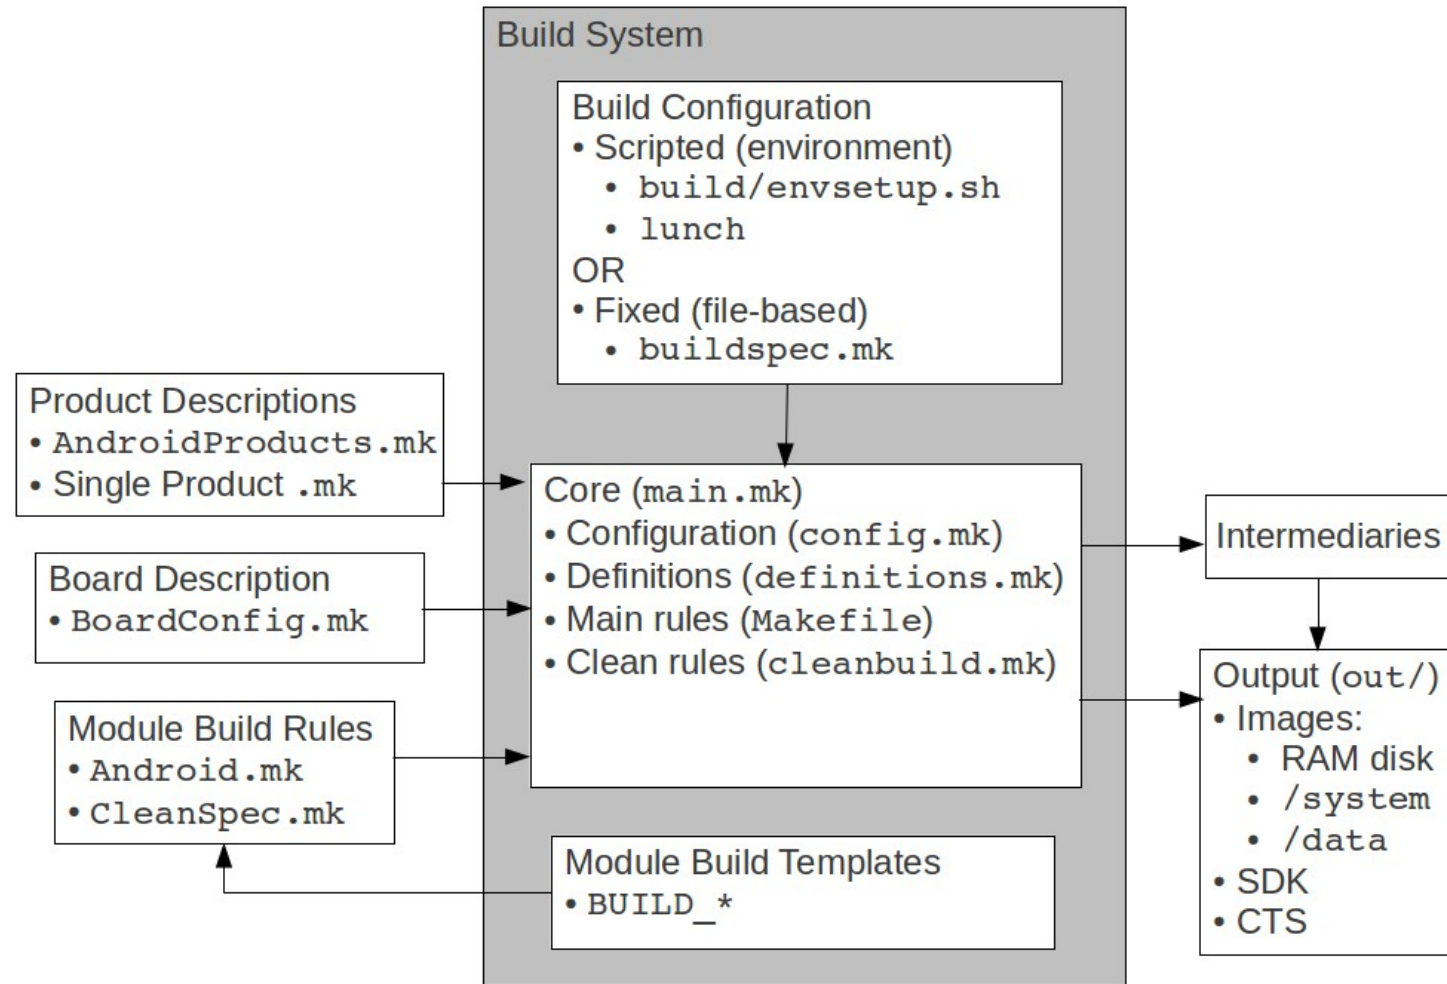 Build System
Build Configuration
• Scripted (environment)
• build/envsetup.sh
• lunch
OR
• Fixed (file-based)
• buildspec.mk
Product Descriptions
• AndroidProducts.mk
• Single Product .mk
Board Description
• BoardConfig.mk
Module Build Rules
• Android.mk
• CleanSpec.mk
Core (main.mk)
• Configuration (config.mk)
• Definitions (definitions.mk)
• Main rules (Makefile)
• Clean rules (cleanbuild.mk)
Module Build Templates
• BUILD_*
Intermediaries
Output (out/)
• Images:
• RAM disk
• /system
• /data
• SDK
• CTS